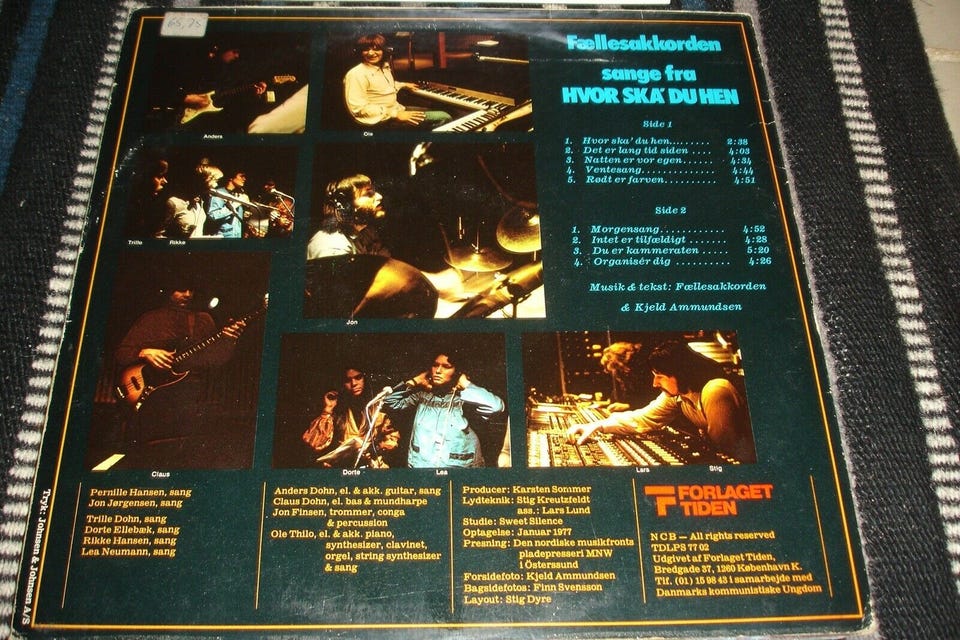 65,75
Fællesakkorden
sange fra
HVOR SKA' DU HEN
Side 1
1. Hvor ska' du hen......... 2:38
2. Det er lang tid siden .... 4:03
3. Natten er vor egen...... 4:34
4. Ventesang.............. 4:44
5. Rødt er farven.......... 4:51
Side 2
1. Morgensang............ 4:52
2. Intet er tilfældigt ....... 4:28
3. Du er kammeraten ..... 5:20
4. Organisér dig .......... 4:26
Musik & tekst: Fællesakkorden
& Kjeld Ammundsen
Anders
Ole
Trille Rikke
Jon
Claus
Dorte Lea
Lars Stig
Pernille Hansen, sang
Jon Jørgensen, sang
Trille Dohn, sang
Dorte Ellebæk, sang
Rikke Hansen, sang
Lea Neumann, sang
Anders Dohn, el. & akk. guitar, sang
Claus Dohn, el. bas & mundharpe
Jon Finsen, trommer, conga
& percussion
Ole Thilo, el. & akk. piano,
synthesizer, clavinet,
orgel, string synthesizer
& sang
Producer: Karsten Sommer
Lydteknik: Stig Kreutzfeldt
ass.: Lars Lund
Studie: Sweet Silence
Optagelse: Januar 1977
Presning: Den nordiske musikfronts
pladepresseri MNW
i Österssund
Forsidefoto: Kjeld Ammundsen
Bagsidefotos: Finn Svensson
Layout: Stig Dyre
FORLAGET
TIDEN
NCB — All rights reserved
TDLPS 77 02
Udgivet af Forlaget Tiden,
Bredgade 37, 1260 København K.
Tlf. (01) 15 98 43 i samarbejde med
Danmarks kommunistiske Ungdom
Tryk: Johnsen & Johnsen A/S